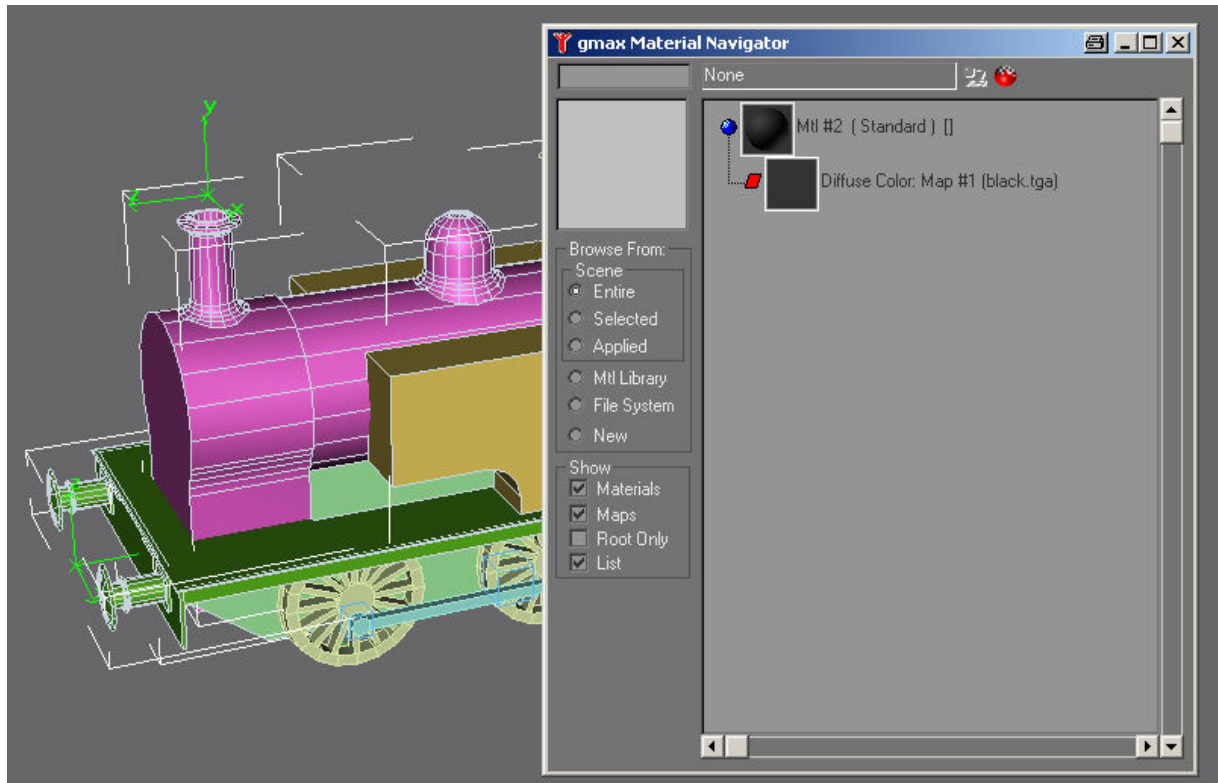 gmax Material Navigator
None
Mtl #2 ( Standard ) []
Diffuse Color: Map #1 (black.tga)
Browse From:
Scene
Entire
Selected
Applied
Mtl Library
File System
New
Show
Materials
Maps
Root Only
List
y
z
x